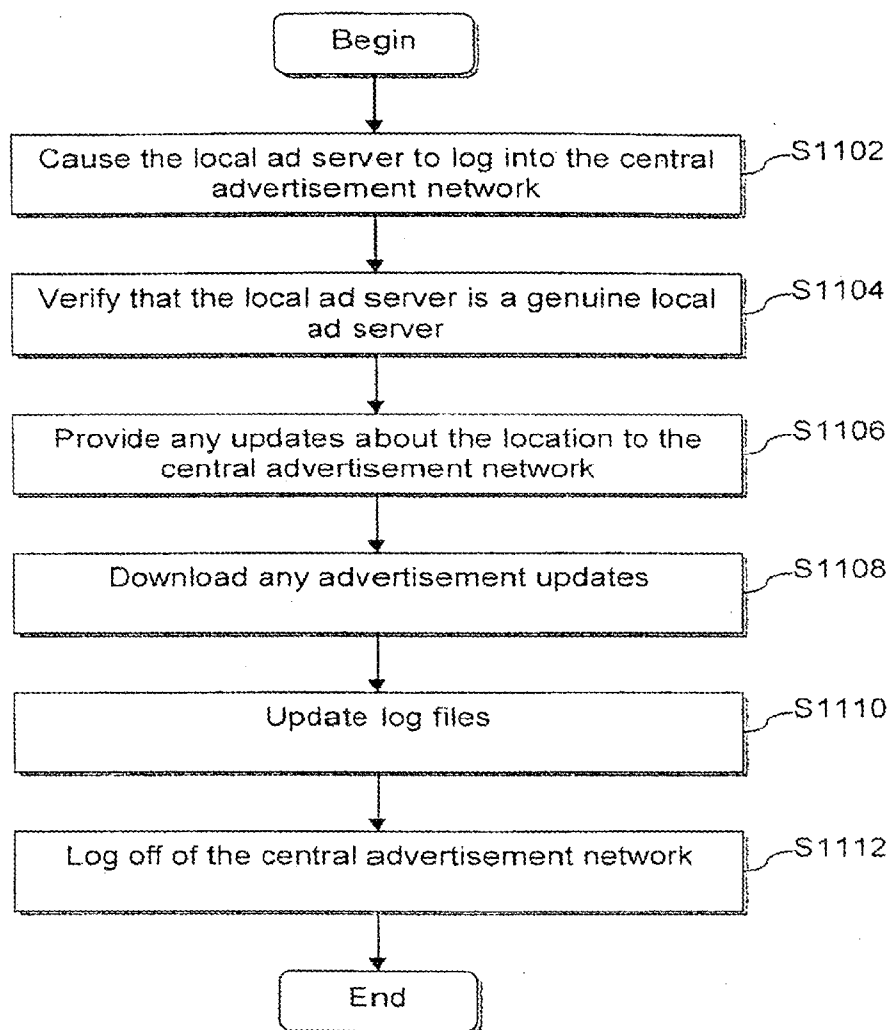 Begin
Cause the local ad server to log into the central
advertisement network
S1102
Verify that the local ad server is a genuine local
ad server
S1104
Provide any updates about the location to the
central advertisement network
S1106
Download any advertisement updates
S1108
Update log files
S1110
Log off of the central advertisement network
S1112
End